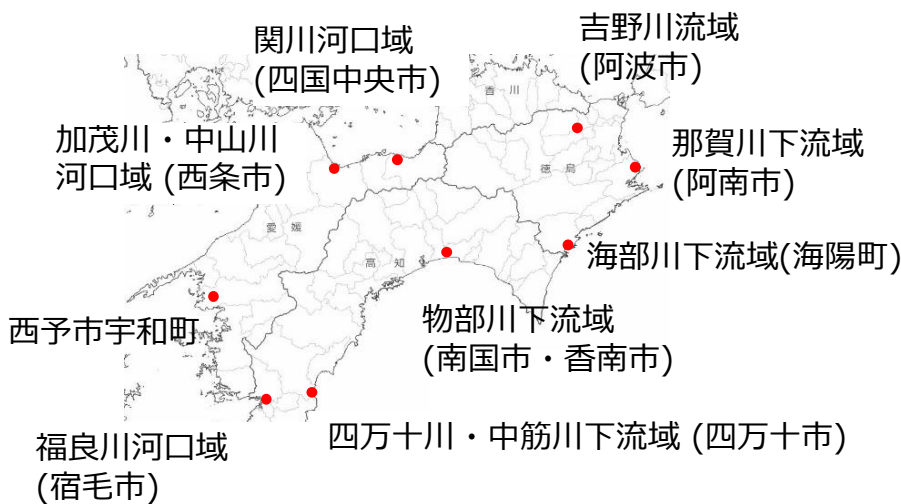 関川河口域
(四国中央市)
吉野川流域
(阿波市)
香川
加茂川・中山川
河口域 (西条市)
那賀川下流域
(阿南市)
徳島
愛媛
高知
海部川下流域(海陽町)
西予市宇和町
物部川下流域
(南国市・香南市)
四万十川・中筋川下流域 (四万十市)
福良川河口域
(宿毛市)